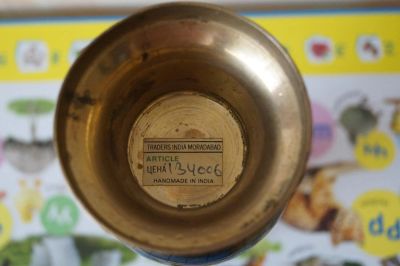 TRADERS INDIA MORADABAD
ARTICLE
ЦЕНА 134006
HANDMADE IN INDIA